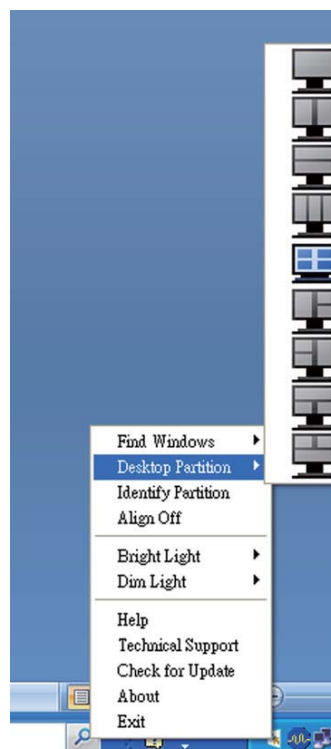 Find Windows
Desktop Partition
Identify Partition
Align Off
Bright Light
Dim Light
Help
Technical Support
Check for Update
About
Exit